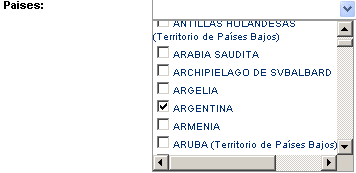 Paises:
ANTILLAS HOLANDESAS
(Territorio de Países Bajos)
ARABIA SAUDITA
ARCHIPIELAGO DE SVBALBARD
ARGELIA
ARGENTINA
ARMENIA
ARUBA (Territorio de Países Bajos)